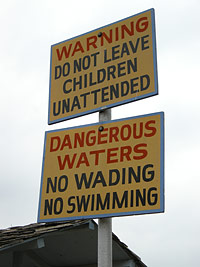 WARNING
DO NOT LEAVE
CHILDREN
UNATTENDED
DANGEROUS
WATERS
NO WADING
NO SWIMMING